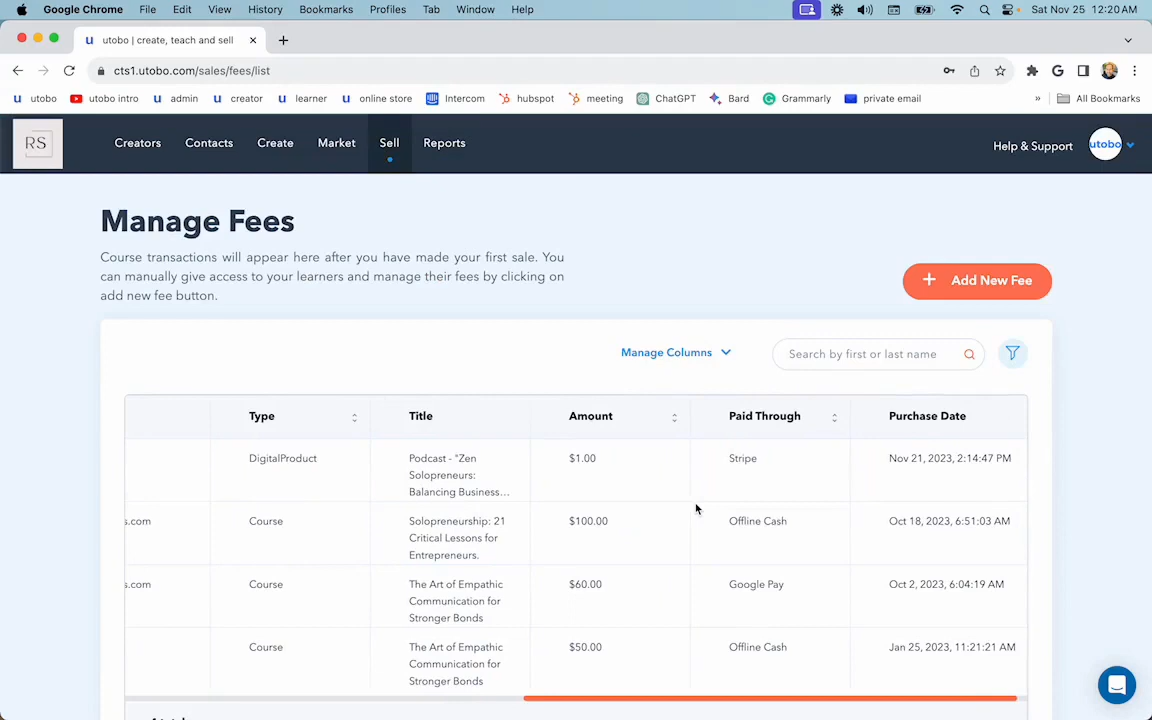 Google Chrome File Edit View History Bookmarks Profiles Tab Window Help Sat Nov 25 12:20 AM
u utobo | create, teach and sell
cts1.utobo.com/sales/fees/list
utobo utobo intro admin creator learner online store Intercom hubspot meeting ChatGPT Bard Grammarly private email » All Bookmarks
RS Creators Contacts Create Market Sell Reports Help & Support utobo
Manage Fees
Course transactions will appear here after you have made your first sale. You
can manually give access to your learners and manage their fees by clicking on
add new fee button.
+ Add New Fee
Manage Columns Search by first or last name
Type Title Amount Paid Through Purchase Date
DigitalProduct Podcast - "Zen $1.00 Stripe Nov 21, 2023, 2:14:47 PM
Solopreneurs:
Balancing Business...
s.com Course Solopreneurship: 21 $100.00 Offline Cash Oct 18, 2023, 6:51:03 AM
Critical Lessons for
Entrepreneurs.
s.com Course The Art of Empathic $60.00 Google Pay Oct 2, 2023, 6:04:19 AM
Communication for
Stronger Bonds
Course The Art of Empathic $50.00 Offline Cash Jan 25, 2023, 11:21:21 AM
Communication for
Stronger Bonds